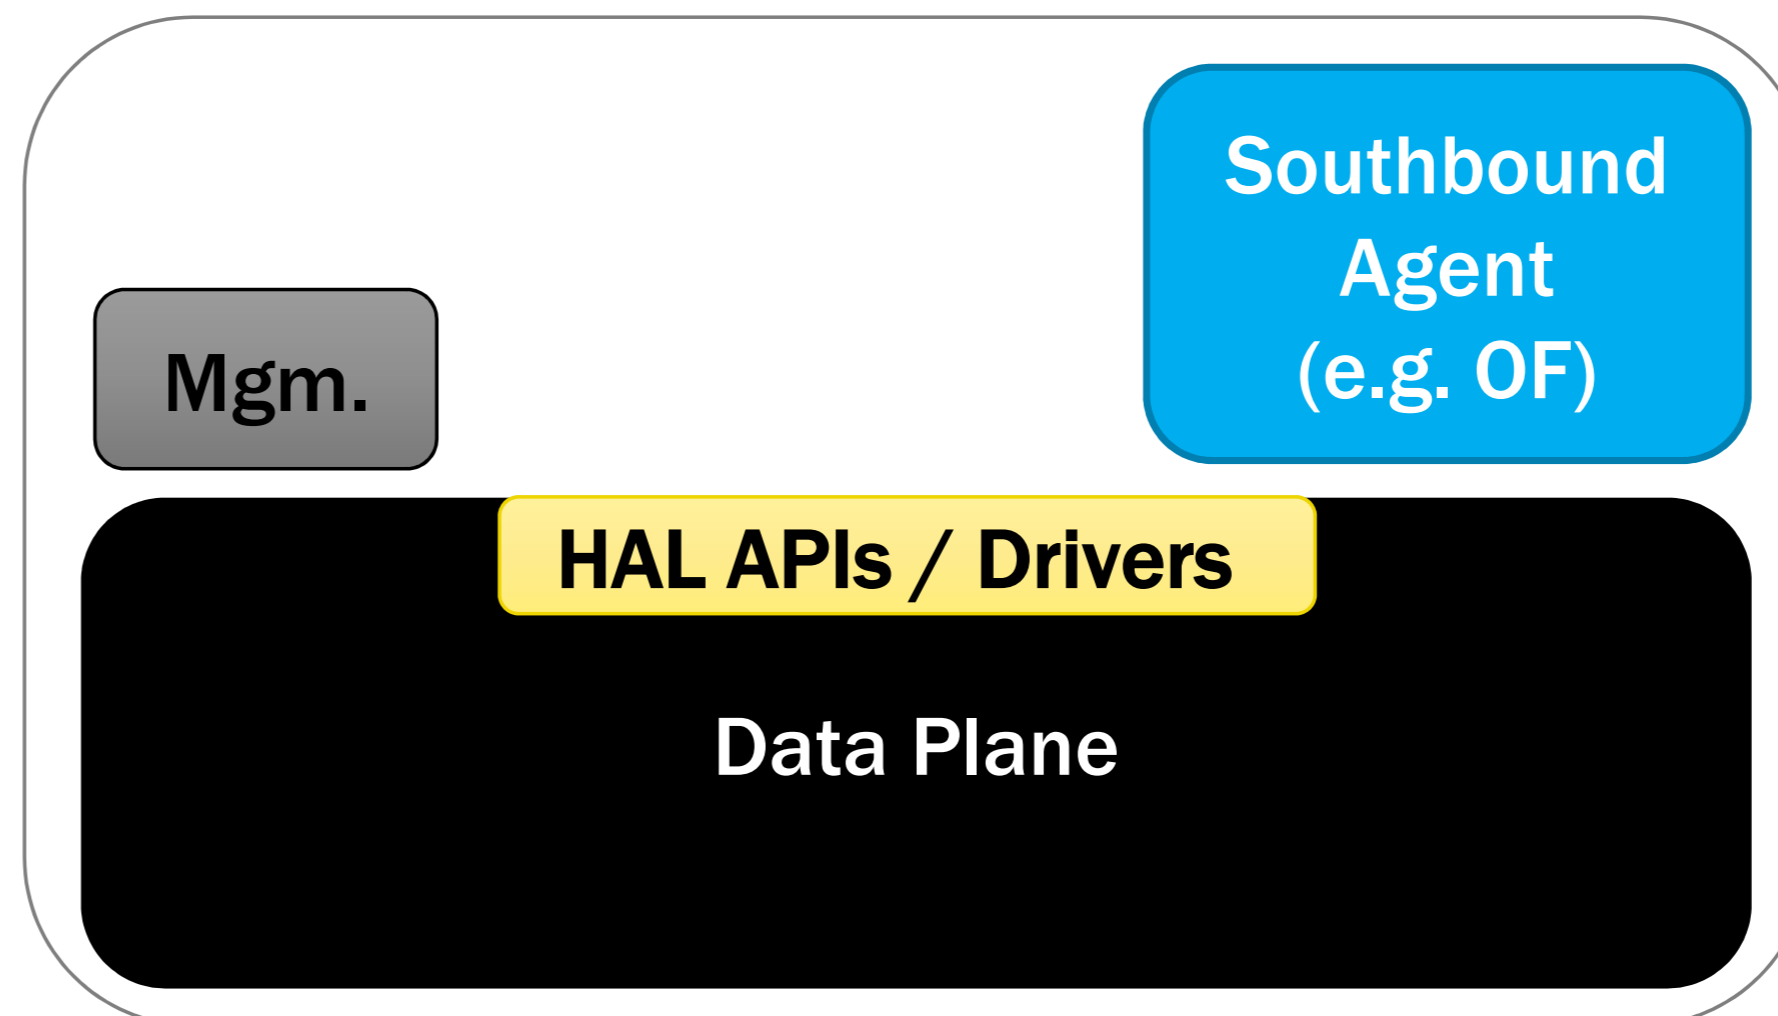 Southbound
Agent
(e.g. OF)
Mgm.
HAL APIs / Drivers
Data Plane